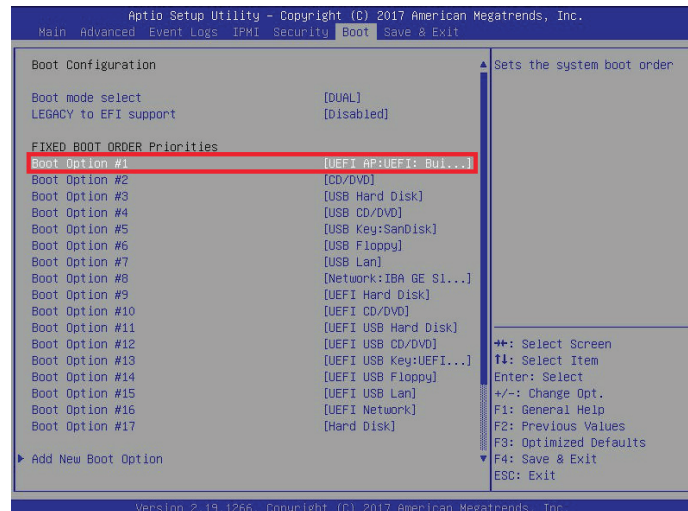 Aptio Setup Utility – Copyright (C) 2017 American Megatrends, Inc.
Main Advanced Event Logs IPMI Security Boot Save & Exit
Boot Configuration
Sets the system boot order
Boot mode select [DUAL]
LEGACY to EFI support [Disabled]
FIXED BOOT ORDER Priorities
Boot Option #1 [UEFI AP:UEFI: Bui...]
Boot Option #2 [CD/DVD]
Boot Option #3 [USB Hard Disk]
Boot Option #4 [USB CD/DVD]
Boot Option #5 [USB Key:SanDisk]
Boot Option #6 [USB Floppy]
Boot Option #7 [USB Lan]
Boot Option #8 [Network:IBA GE Sl...]
Boot Option #9 [UEFI Hard Disk]
Boot Option #10 [UEFI CD/DVD]
Boot Option #11 [UEFI USB Hard Disk]
Boot Option #12 [UEFI USB CD/DVD]
Boot Option #13 [UEFI USB Key:UEFI...]
Boot Option #14 [UEFI USB Floppy]
Boot Option #15 [UEFI USB Lan]
Boot Option #16 [UEFI Network]
Boot Option #17 [Hard Disk]
Add New Boot Option
→←: Select Screen
↑↓: Select Item
Enter: Select
+/-: Change Opt.
F1: General Help
F2: Previous Values
F3: Optimized Defaults
F4: Save & Exit
ESC: Exit
Version 2.19.1266. Copyright (C) 2017 American Megatrends, Inc.